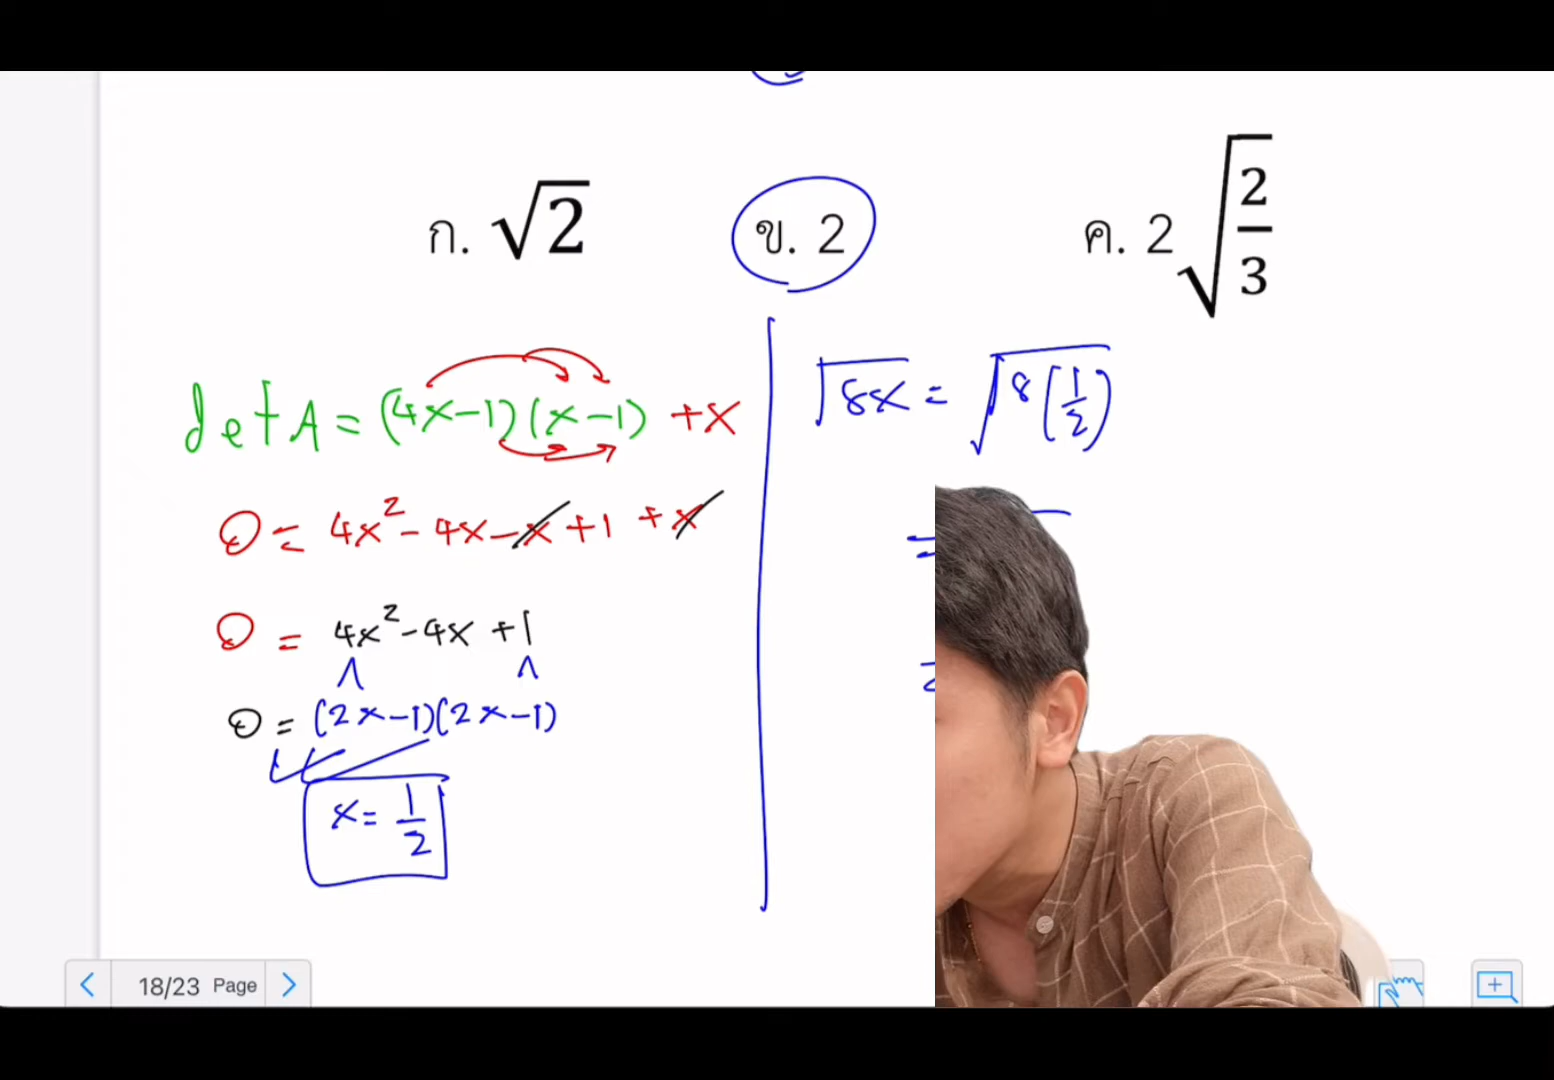 ก. √2
ข. 2
ค. 2√(2/3)
det A = (4x-1)(x-1) +x
0 = 4x² - 4x - x + 1 + x
0 = 4x² - 4x + 1
0 = (2x-1)(2x-1)
x = 1/2
√8x = √8(1/2)
=
18/23 Page